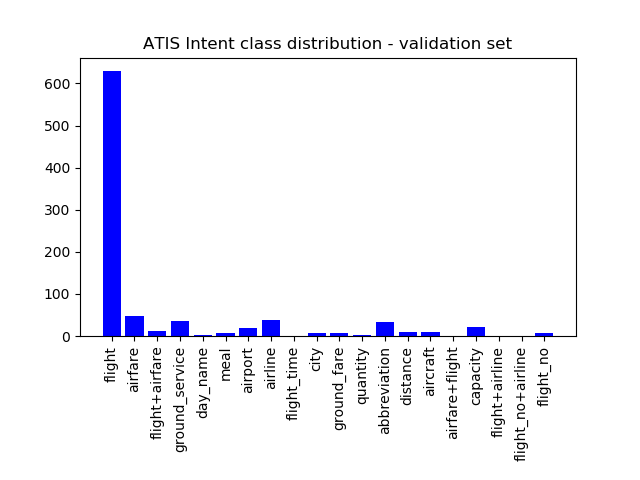 ATIS Intent class distribution - validation set
600
500
400
300
200
100
0
flight
airfare
flight+airfare
ground_service
day_name
meal
airport
airline
flight_time
city
ground_fare
quantity
abbreviation
distance
aircraft
airfare+flight
capacity
flight+airline
flight_no+airline
flight_no